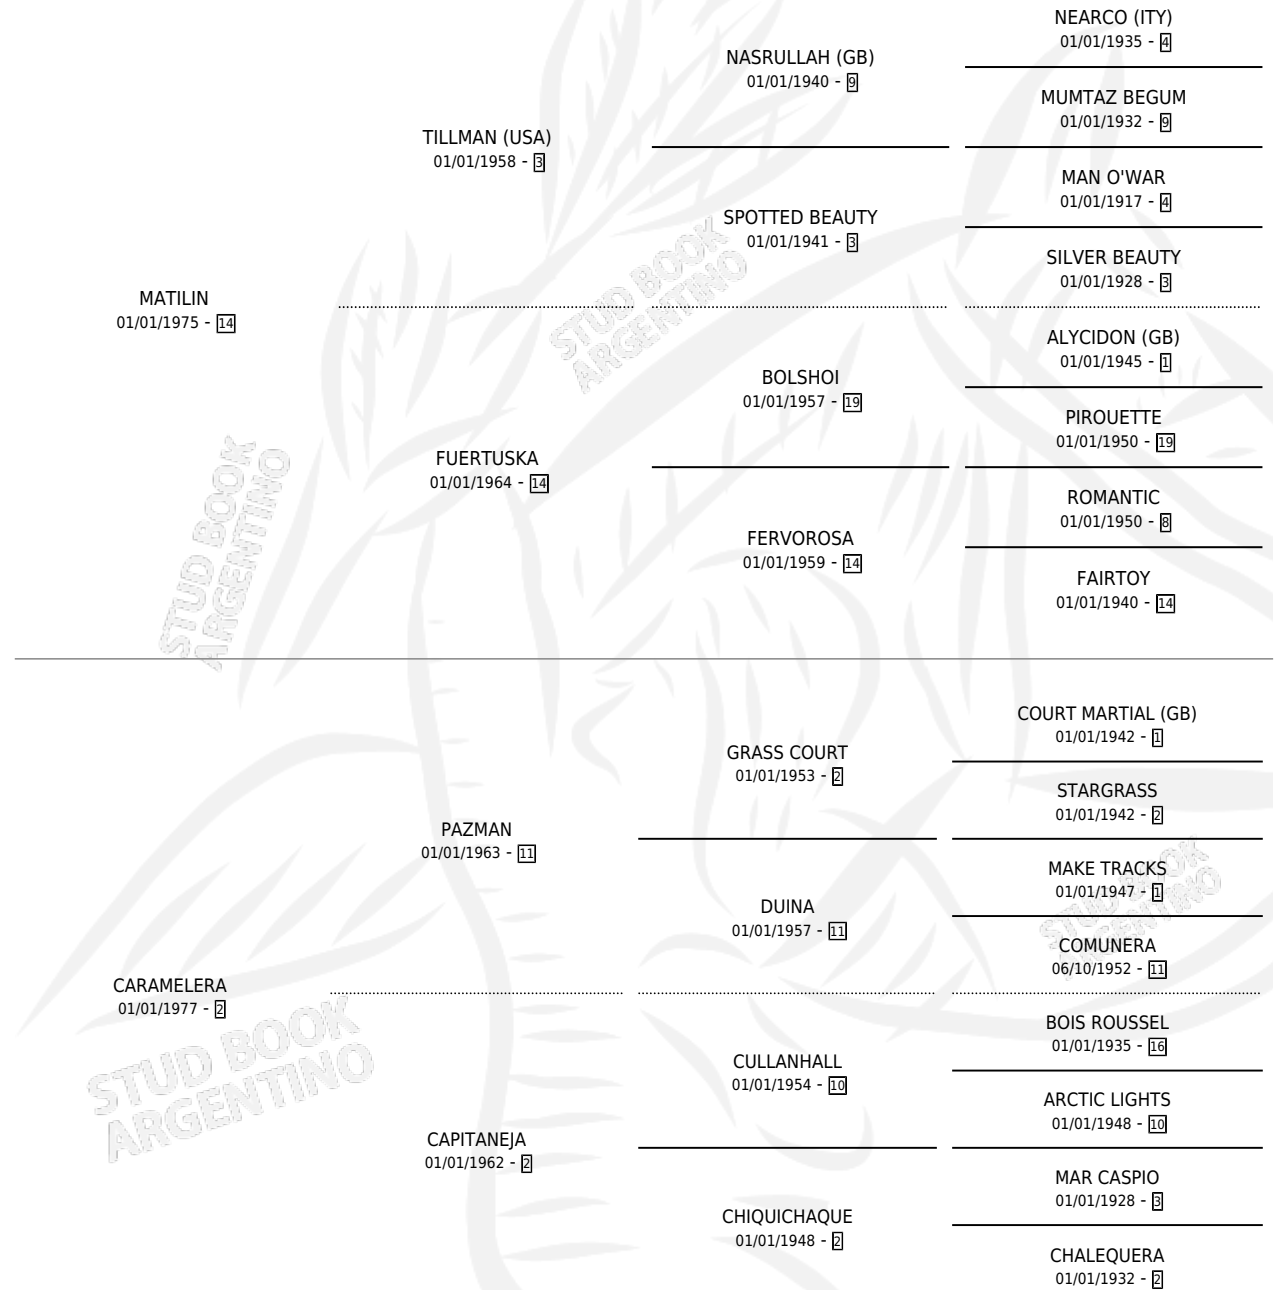 MATILIN
01/01/1975 - 14
TILLMAN (USA)
01/01/1958 - 3
FUERTUSKA
01/01/1964 - 14
NASRULLAH (GB)
01/01/1940 - 9
SPOTTED BEAUTY
01/01/1941 - 3
BOLSHOI
01/01/1957 - 19
FERVOROSA
01/01/1959 - 14
NEARCO (ITY)
01/01/1935 - 4
MUMTAZ BEGUM
01/01/1932 - 9
MAN O'WAR
01/01/1917 - 4
SILVER BEAUTY
01/01/1928 - 3
ALYCIDON (GB)
01/01/1945 - 1
PIROUETTE
01/01/1950 - 19
ROMANTIC
01/01/1950 - 8
FAIRTOY
01/01/1940 - 14
CARAMELERA
01/01/1977 - 2
PAZMAN
01/01/1963 - 11
CAPITANEJA
01/01/1962 - 2
GRASS COURT
01/01/1953 - 2
DUINA
01/01/1957 - 11
CULLANHALL
01/01/1954 - 10
CHIQUICHAQUE
01/01/1948 - 2
COURT MARTIAL (GB)
01/01/1942 - 1
STARGRASS
01/01/1942 - 2
MAKE TRACKS
01/01/1947 - 1
COMUNERA
06/10/1952 - 11
BOIS ROUSSEL
01/01/1935 - 16
ARCTIC LIGHTS
01/01/1948 - 10
MAR CASPIO
01/01/1928 - 3
CHALEQUERA
01/01/1932 - 2
STUD BOOK
ARGENTINO
STUD BOOK
ARGENTINO
STUD BOOK
ARGENTINO
STUD BOOK
ARGENTINO